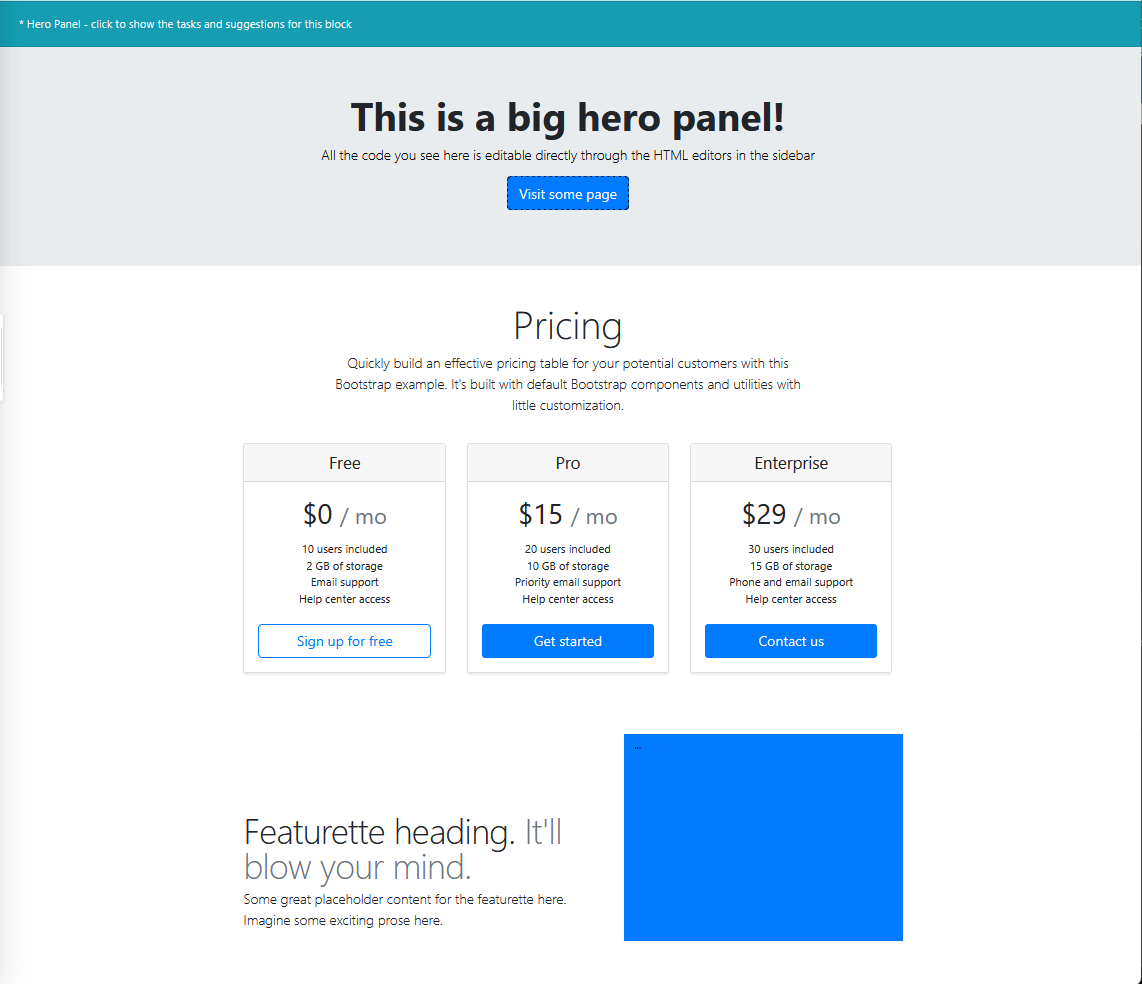 * Hero Panel - click to show the tasks and suggestions for this block
This is a big hero panel!
All the code you see here is editable directly through the HTML editors in the sidebar
Visit some page
Pricing
Quickly build an effective pricing table for your potential customers with this
Bootstrap example. It's built with default Bootstrap components and utilities with
little customization.
Free
$0 / mo
10 users included
2 GB of storage
Email support
Help center access
Sign up for free
Pro
$15 / mo
20 users included
10 GB of storage
Priority email support
Help center access
Get started
Enterprise
$29 / mo
30 users included
15 GB of storage
Phone and email support
Help center access
Contact us
Featurette heading. It'll
blow your mind.
Some great placeholder content for the featurette here.
Imagine some exciting prose here.
...